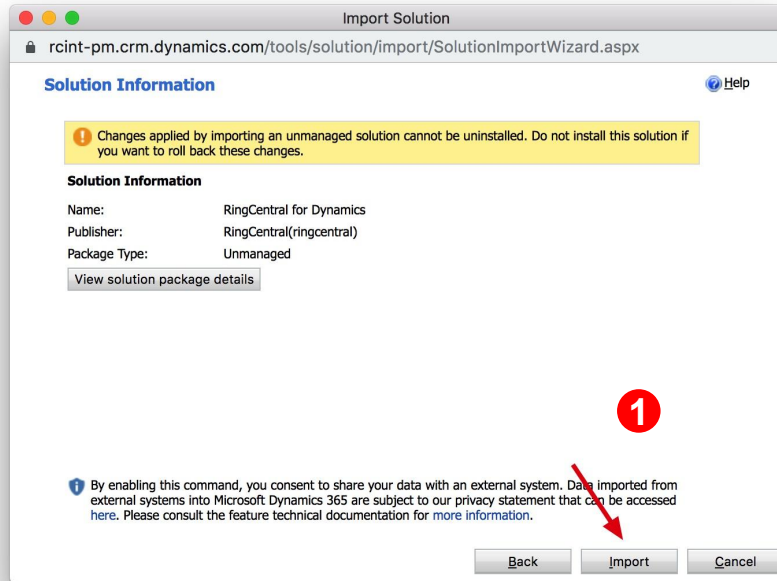 Import Solution
rcint-pm.crm.dynamics.com/tools/solution/import/SolutionImportWizard.aspx
Solution Information
Help
Changes applied by importing an unmanaged solution cannot be uninstalled. Do not install this solution if
you want to roll back these changes.
Solution Information
Name: RingCentral for Dynamics
Publisher: RingCentral(ringcentral)
Package Type: Unmanaged
View solution package details
1
By enabling this command, you consent to share your data with an external system. Data imported from
external systems into Microsoft Dynamics 365 are subject to our privacy statement that can be accessed
here. Please consult the feature technical documentation for more information.
Back Import Cancel